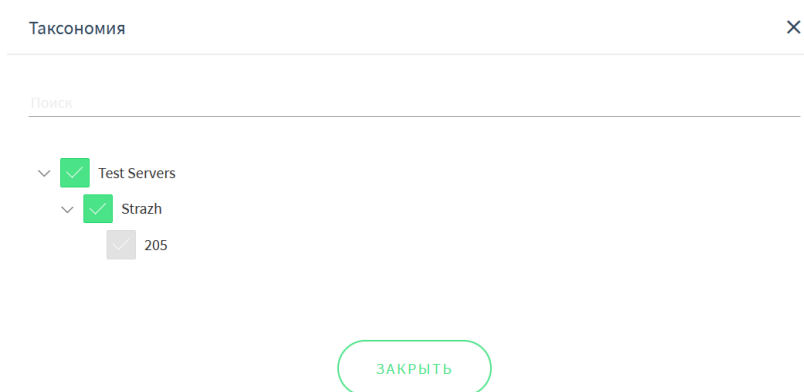 Таксономия
Поиск
Test Servers
Strazh
205
ЗАКРЫТЬ